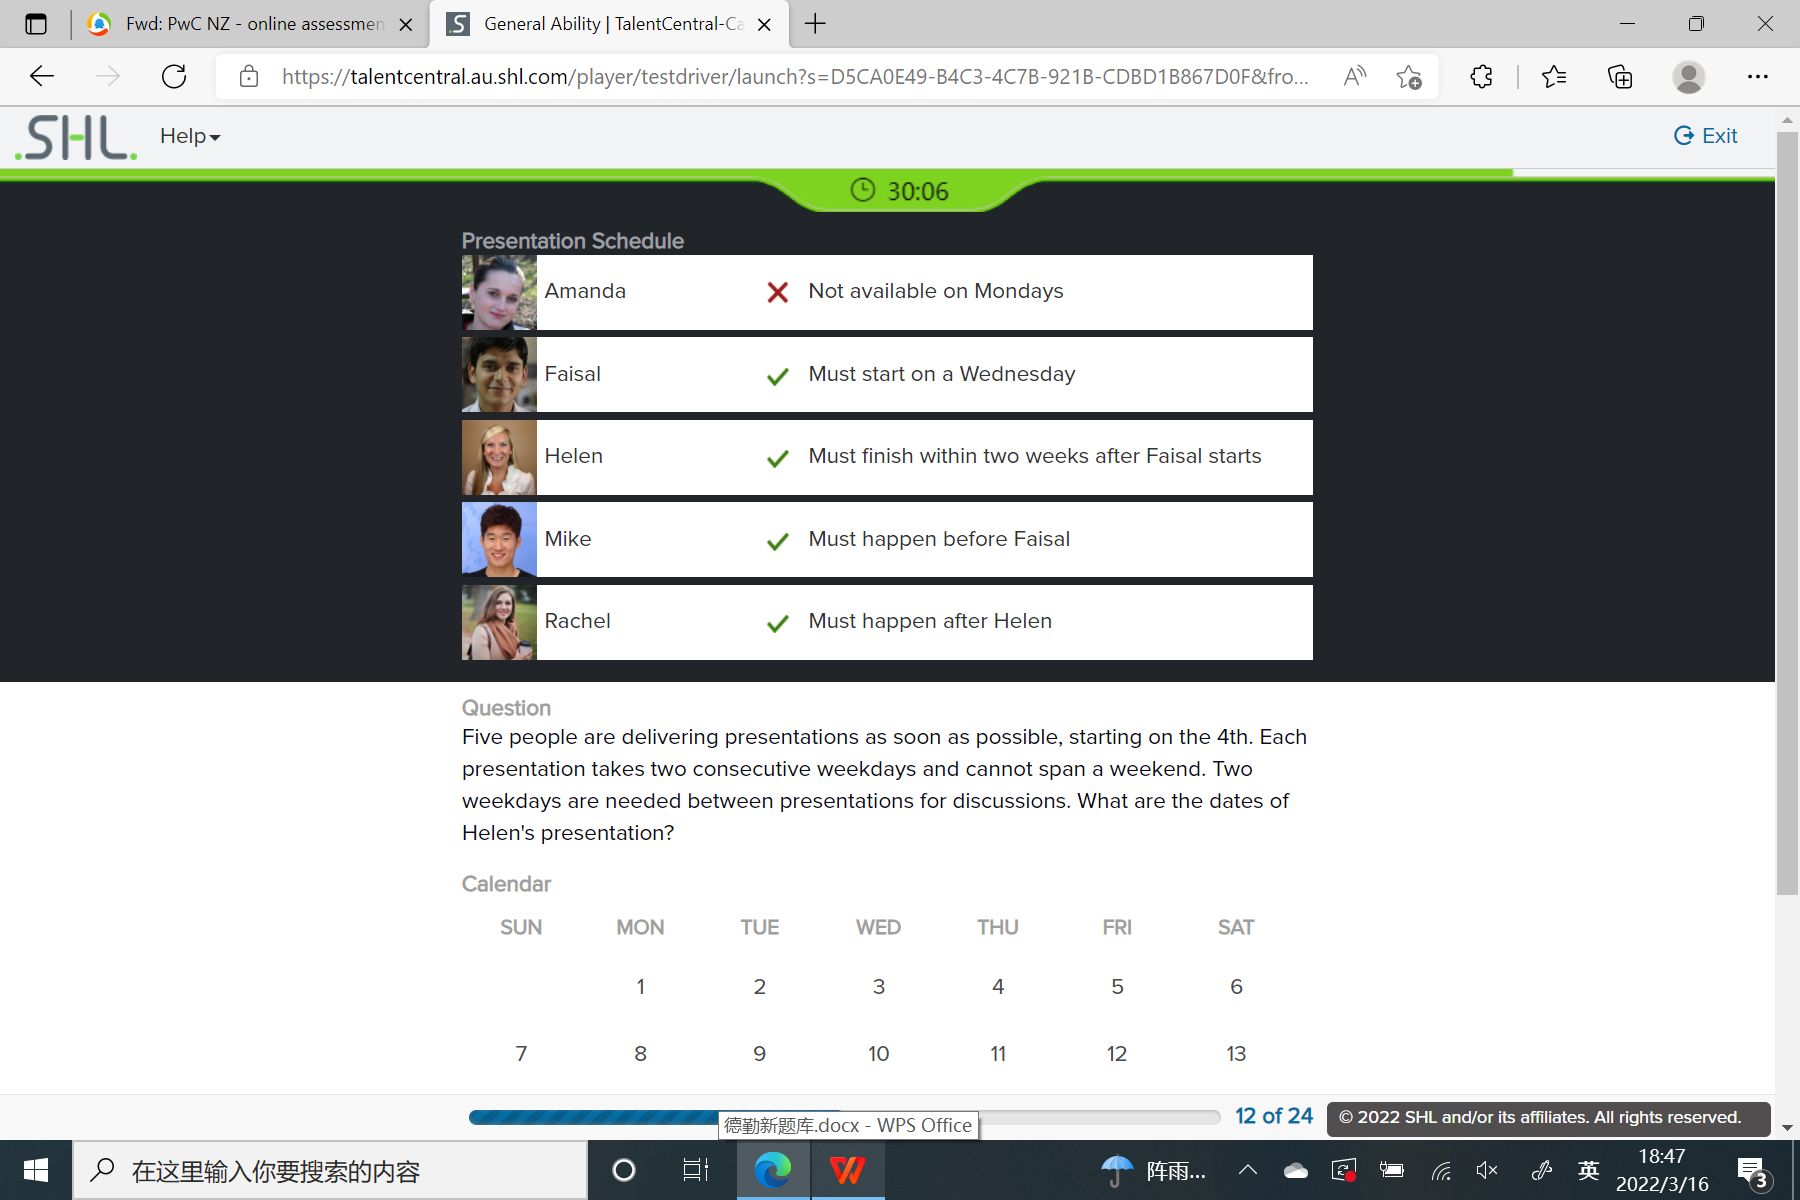 Fwd: PwC NZ - online assessmen
General Ability | TalentCentral-Ca
https://talentcentral.au.shl.com/player/testdriver/launch?s=D5CA0E49-B4C3-4C7B-921B-CDBD1B867D0F&fro...
.SHL.
Help
Exit
30:06
Presentation Schedule
Amanda Not available on Mondays
Faisal Must start on a Wednesday
Helen Must finish within two weeks after Faisal starts
Mike Must happen before Faisal
Rachel Must happen after Helen
Question
Five people are delivering presentations as soon as possible, starting on the 4th. Each
presentation takes two consecutive weekdays and cannot span a weekend. Two
weekdays are needed between presentations for discussions. What are the dates of
Helen's presentation?
Calendar
SUN MON TUE WED THU FRI SAT
1 2 3 4 5 6
7 8 9 10 11 12 13
12 of 24
© 2022 SHL and/or its affiliates. All rights reserved.
德勤新题库.docx - WPS Office
在这里输入你要搜索的内容
阵雨...
英
18:47
2022/3/16
3